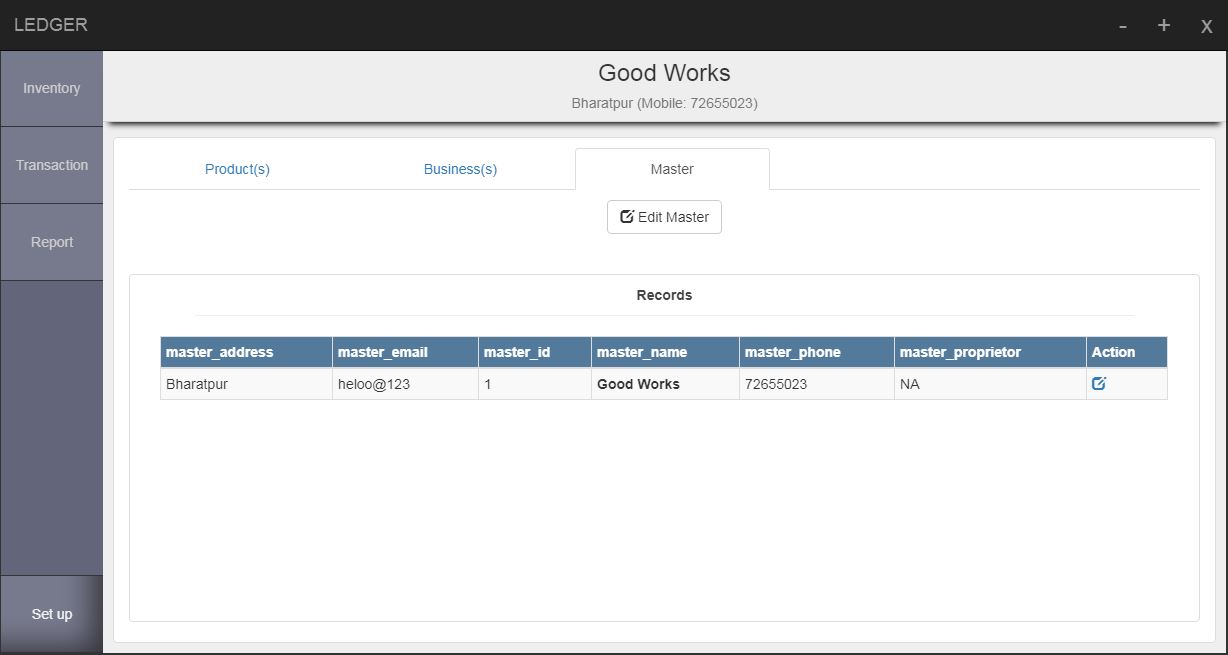 LEDGER - + X
Inventory
Transaction
Report
Set up
Good Works
Bharatpur (Mobile: 72655023)
Product(s) Business(s) Master
Edit Master
Records
master_address master_email master_id master_name master_phone master_proprietor Action
Bharatpur heloo@123 1 Good Works 72655023 NA